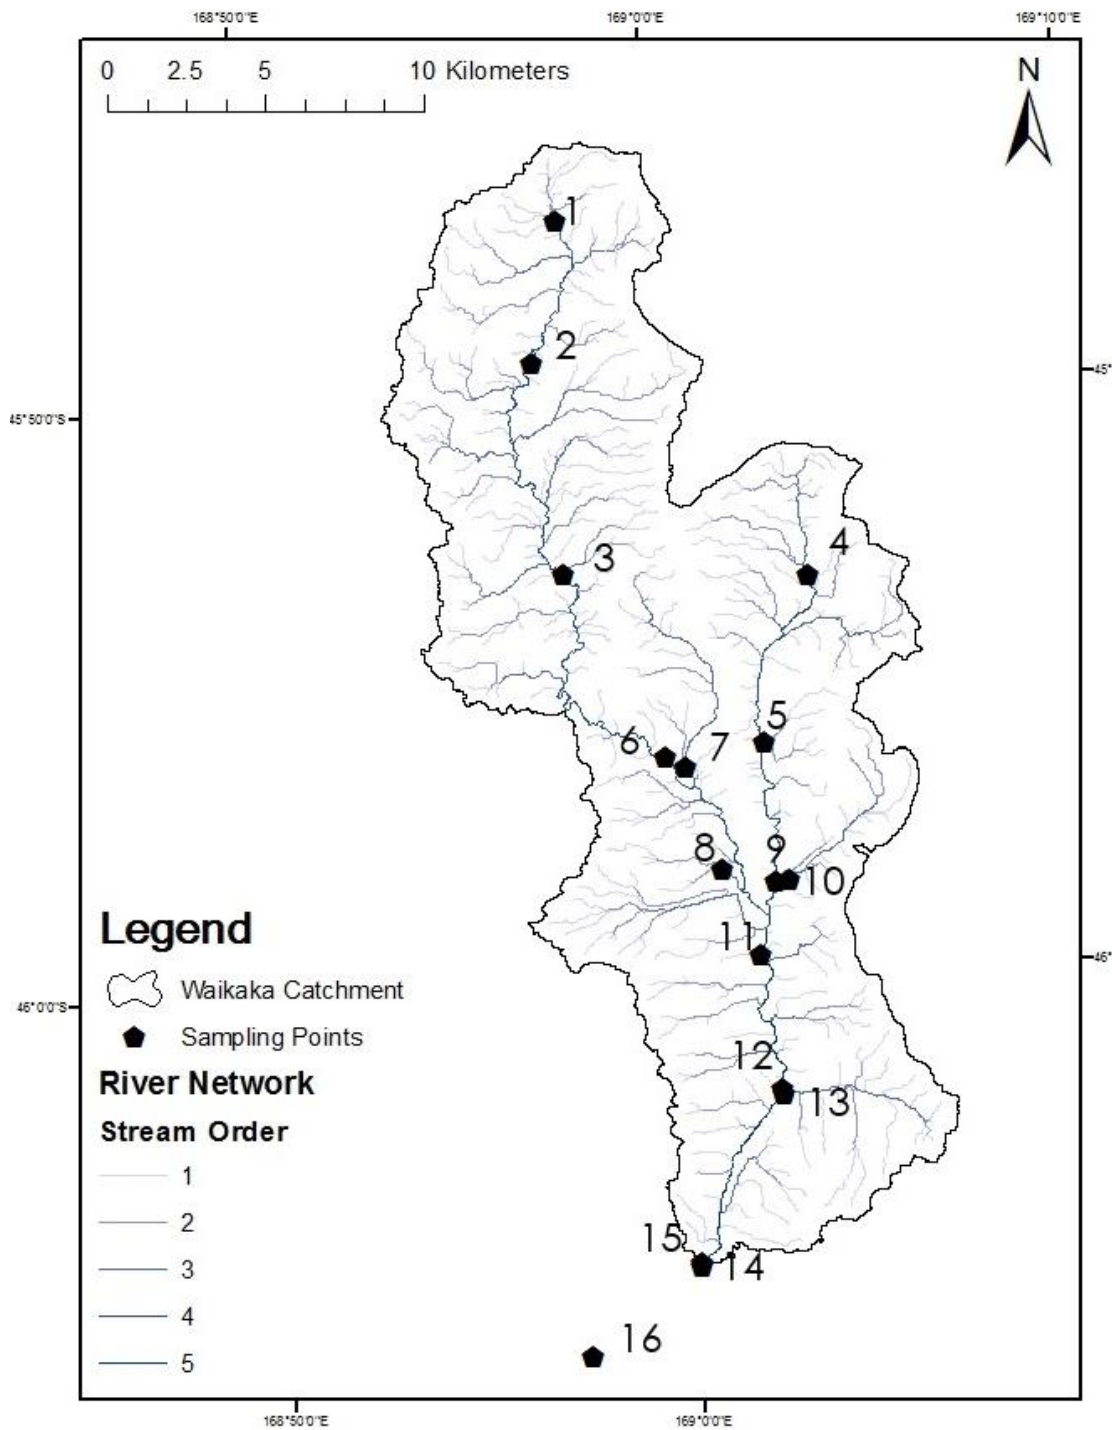 168°50'0"E 169°0'0"E 169°10'0"E
0 2.5 5 10 Kilometers
N
1
2
45°
45°50'0"S
4
3
5
6
7
8
9
10
11
Legend
46°
Waikaka Catchment
46°0'0"S
Sampling Points
12
River Network
13
Stream Order
1
2
15
14
3
4
16
5
168°50'0"E 169°0'0"E